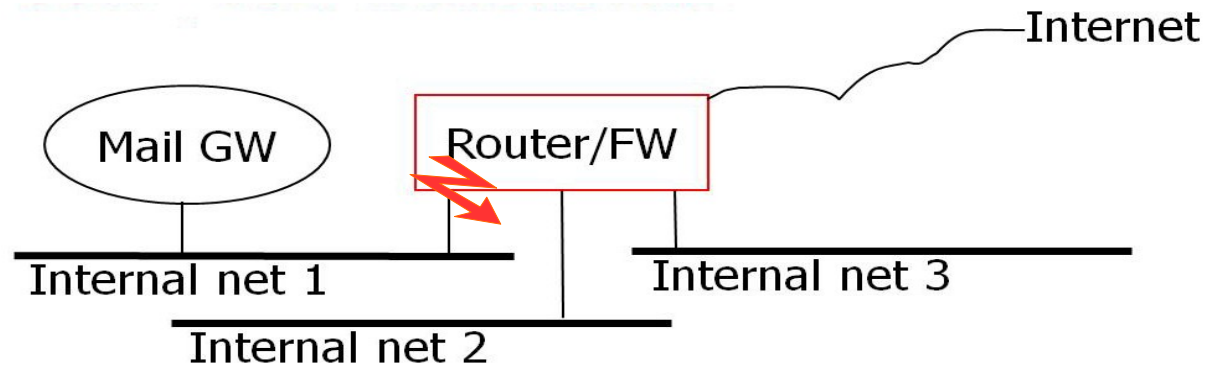 Internet
Mail GW
Router/FW
Internal net 1
Internal net 3
Internal net 2